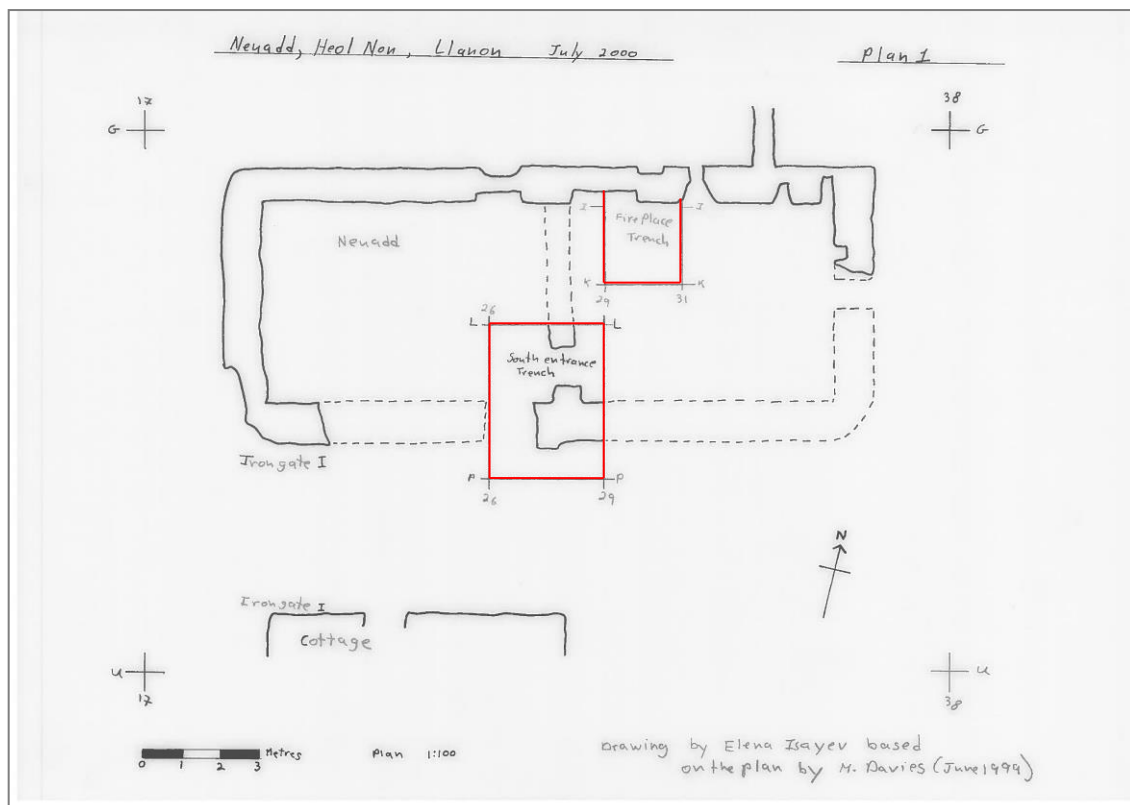 Neuadd, Heol Non, Llanon July 2000
Plan 1
17
38
G
G
I
I
Fireplace
Trench
Neuadd
K
K
29
31
26
L
L
South entrance
Trench
Irongate I
P
P
26
29
N
Irongate I
Cottage
U
U
17
38
Metres
0 1 2 3
Plan 1:100
Drawing by Elena Isayev based
on the plan by M. Davies (June 1999)